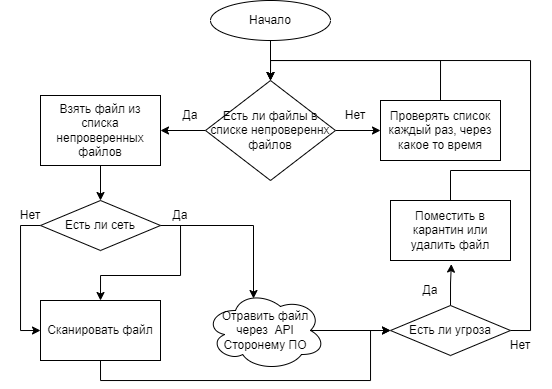 Начало
Есть ли файлы в
списке непровереннх
файлов
Да
Нет
Взять файл из
списка
непроверенных
файлов
Проверять список
каждый раз, через
какое то время
Есть ли сеть
Нет
Да
Поместить в
карантин или
удалить файл
Сканировать файл
Отравить файл
через API
Сторонему ПО
Есть ли угроза
Да
Нет